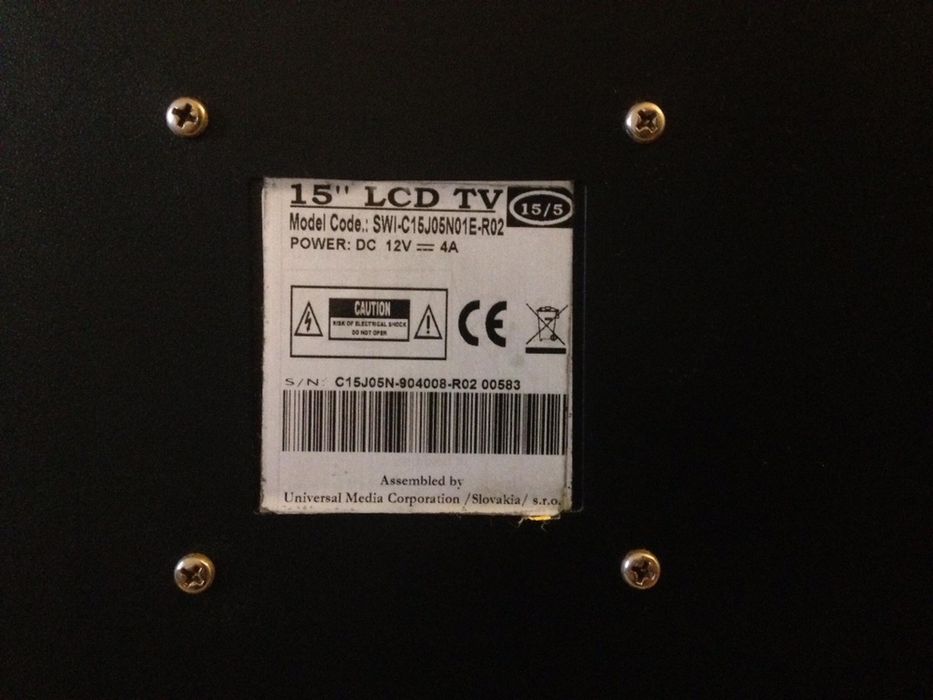 15" LCD TV
15/5
Model Code.: SWI-C15J05N01E-R02
POWER: DC 12V ⎓ 4A
CAUTION
RISK OF ELECTRICAL SHOCK
DO NOT OPEN
CE
S/N: C15J05N-904008-R02 00583
Assembled by
Universal Media Corporation /Slovakia/ s.r.o.